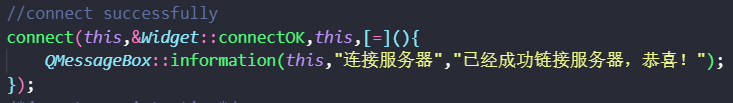 //connect successfully
connect(this,&Widget::connectOK,this,[=](){
QMessageBox::information(this,"连接服务器","已经成功链接服务器，恭喜！");
});